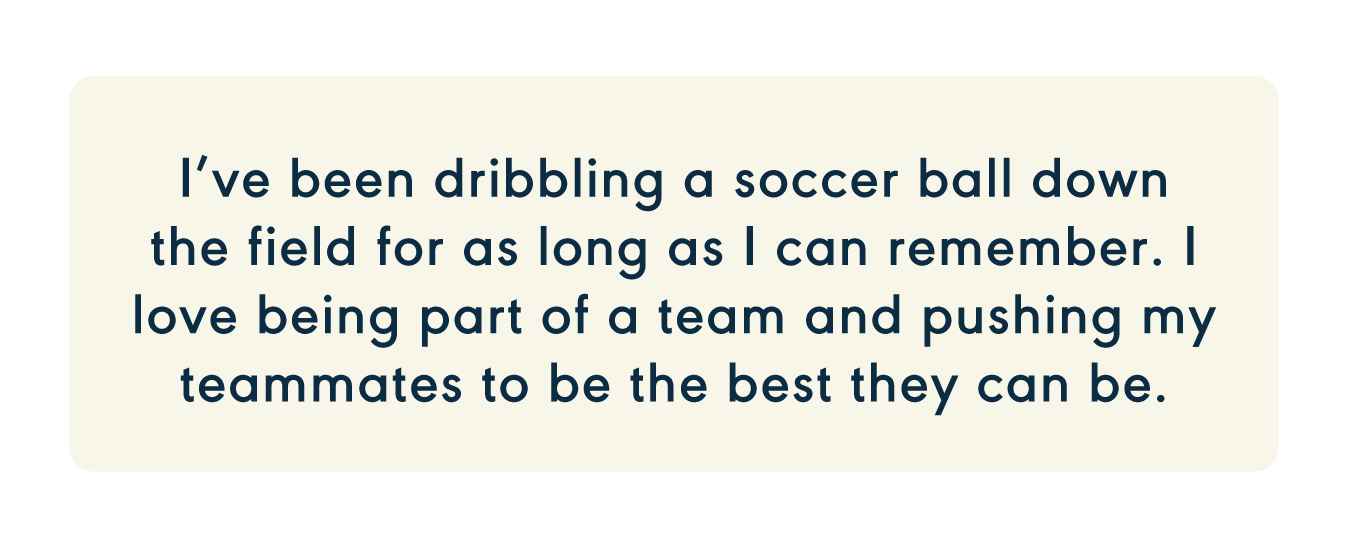 I’ve been dribbling a soccer ball down
the field for as long as I can remember. I
love being part of a team and pushing my
teammates to be the best they can be.